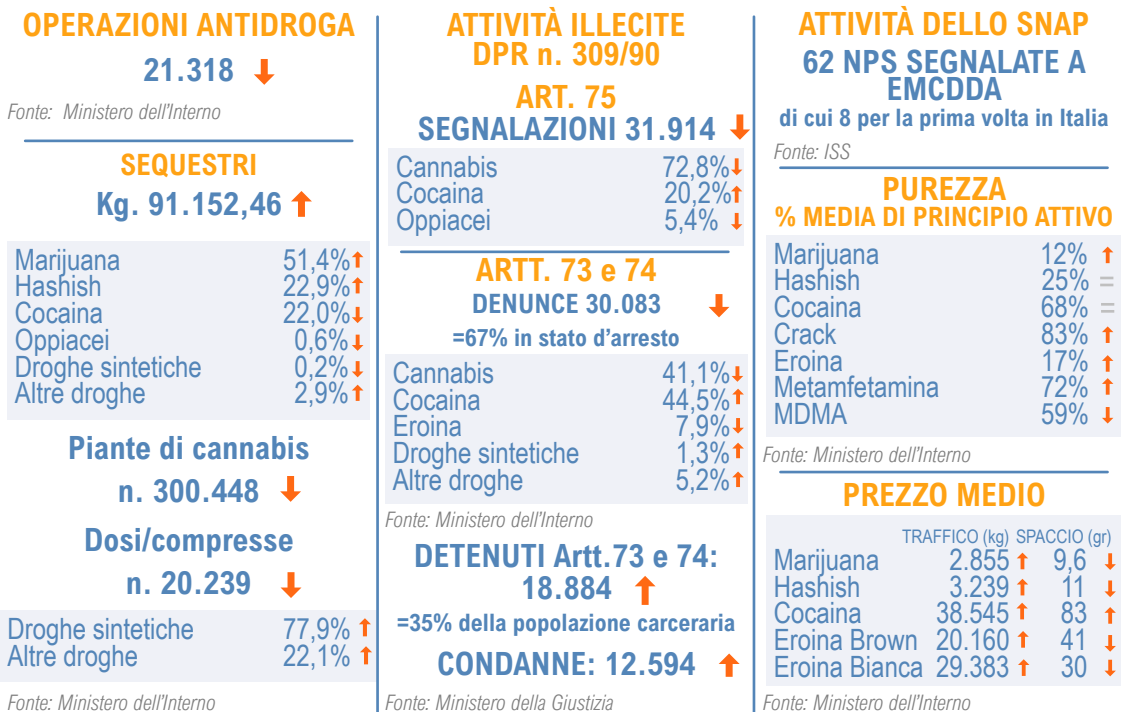 OPERAZIONI ANTIDROGA
21.318 ⬇
Fonte: Ministero dell'Interno
SEQUESTRI
Kg. 91.152,46 ⬆
Marijuana 51,4% ⬆
Hashish 22,9% ⬆
Cocaina 22,0% ⬇
Oppiacei 0,6% ⬇
Droghe sintetiche 0,2% ⬇
Altre droghe 2,9% ⬆
Piante di cannabis
n. 300.448 ⬇
Dosi/compresse
n. 20.239 ⬇
Droghe sintetiche 77,9% ⬆
Altre droghe 22,1% ⬆
Fonte: Ministero dell'Interno
ATTIVITÀ ILLECITE
DPR n. 309/90
ART. 75
SEGNALAZIONI 31.914 ⬇
Cannabis 72,8% ⬇
Cocaina 20,2% ⬆
Oppiacei 5,4% ⬇
ARTT. 73 e 74
DENUNCE 30.083 ⬇
=67% in stato d'arresto
Cannabis 41,1% ⬇
Cocaina 44,5% ⬆
Eroina 7,9% ⬇
Droghe sintetiche 1,3% ⬆
Altre droghe 5,2% ⬆
Fonte: Ministero dell'Interno
DETENUTI Artt.73 e 74:
18.884 ⬆
=35% della popolazione carceraria
CONDANNE: 12.594 ⬆
Fonte: Ministero della Giustizia
ATTIVITÀ DELLO SNAP
62 NPS SEGNALATE A
EMCDDA
di cui 8 per la prima volta in Italia
Fonte: ISS
PUREZZA
% MEDIA DI PRINCIPIO ATTIVO
Marijuana 12% ⬆
Hashish 25% =
Cocaina 68% =
Crack 83% ⬆
Eroina 17% ⬆
Metamfetamina 72% ⬆
MDMA 59% ⬇
Fonte: Ministero dell'Interno
PREZZO MEDIO
TRAFFICO (kg) SPACCIO (gr)
Marijuana 2.855 ⬆ 9,6 ⬇
Hashish 3.239 ⬆ 11 ⬇
Cocaina 38.545 ⬆ 83 ⬆
Eroina Brown 20.160 ⬆ 41 ⬇
Eroina Bianca 29.383 ⬆ 30 ⬇
Fonte: Ministero dell'Interno